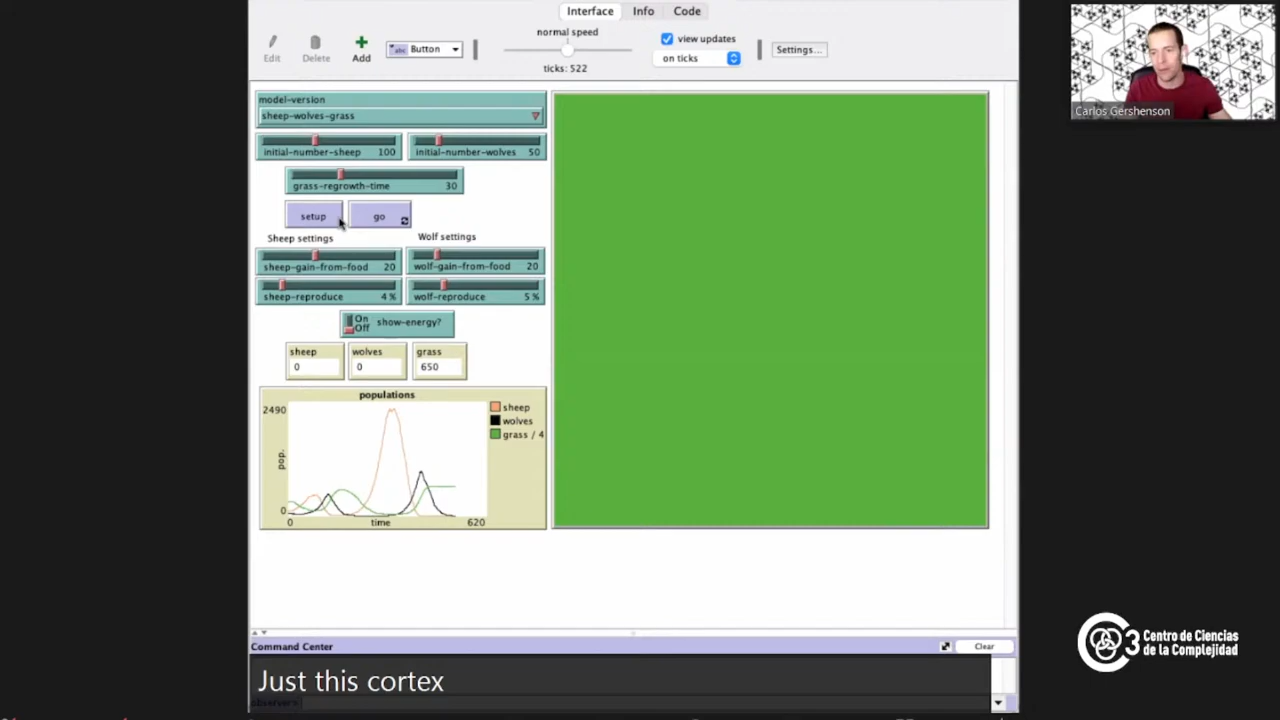 Interface Info Code
Edit Delete Add Button
normal speed
ticks: 522
view updates
on ticks
Settings...
Carlos Gershenson
model-version
sheep-wolves-grass
initial-number-sheep 100
initial-number-wolves 50
grass-regrowth-time 30
setup go
Sheep settings Wolf settings
sheep-gain-from-food 20
wolf-gain-from-food 20
sheep-reproduce 4 %
wolf-reproduce 5 %
On
Off
show-energy?
sheep wolves grass
0 0 650
populations
2490
pop.
0
0 time 620
sheep
wolves
grass / 4
C3 Centro de Ciencias
de la Complejidad
Command Center Clear
Just this cortex
observer>